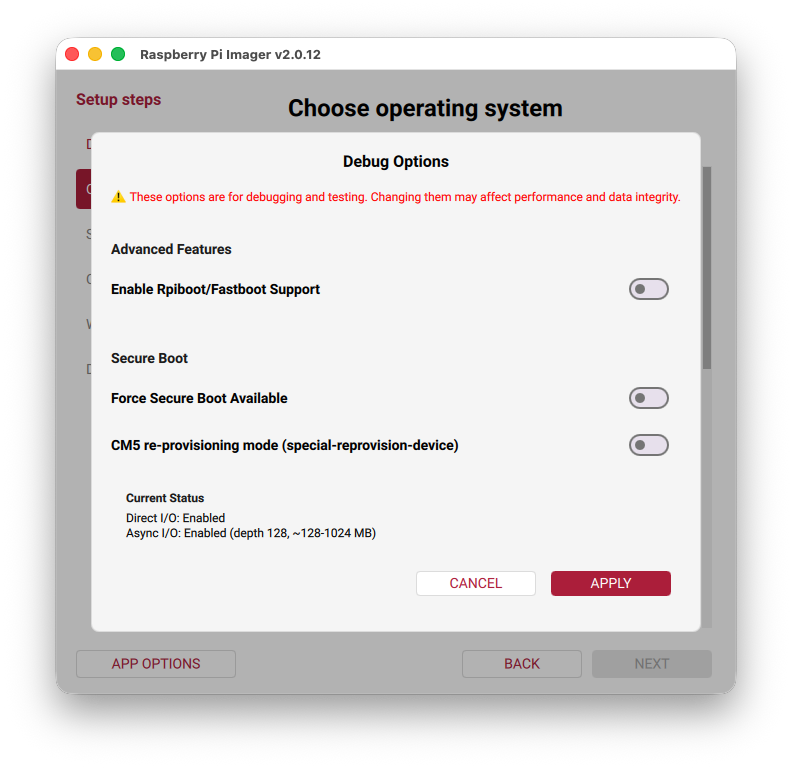 Raspberry Pi Imager v2.0.12
Setup steps
Choose operating system
Debug Options
⚠ These options are for debugging and testing. Changing them may affect performance and data integrity.
Advanced Features
Enable Rpiboot/Fastboot Support
Secure Boot
Force Secure Boot Available
CM5 re-provisioning mode (special-reprovision-device)
Current Status
Direct I/O: Enabled
Async I/O: Enabled (depth 128, ~128-1024 MB)
CANCEL
APPLY
APP OPTIONS
BACK
NEXT